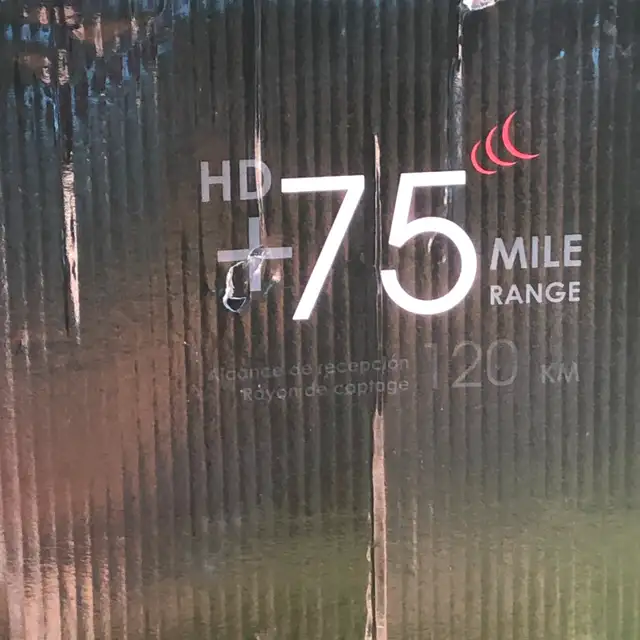 HD
+75
MILE
RANGE
Alcance de recepción
Rayon de captage
120 KM